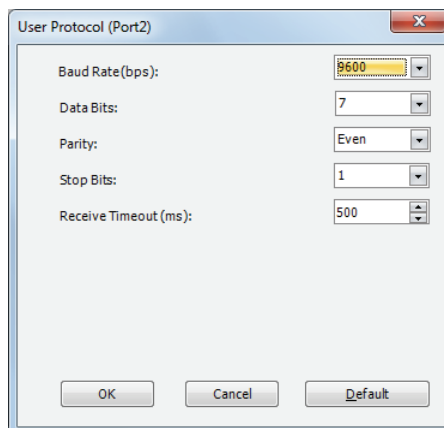 User Protocol (Port2)
Baud Rate(bps): 9600
Data Bits: 7
Parity: Even
Stop Bits: 1
Receive Timeout (ms): 500
OK Cancel Default